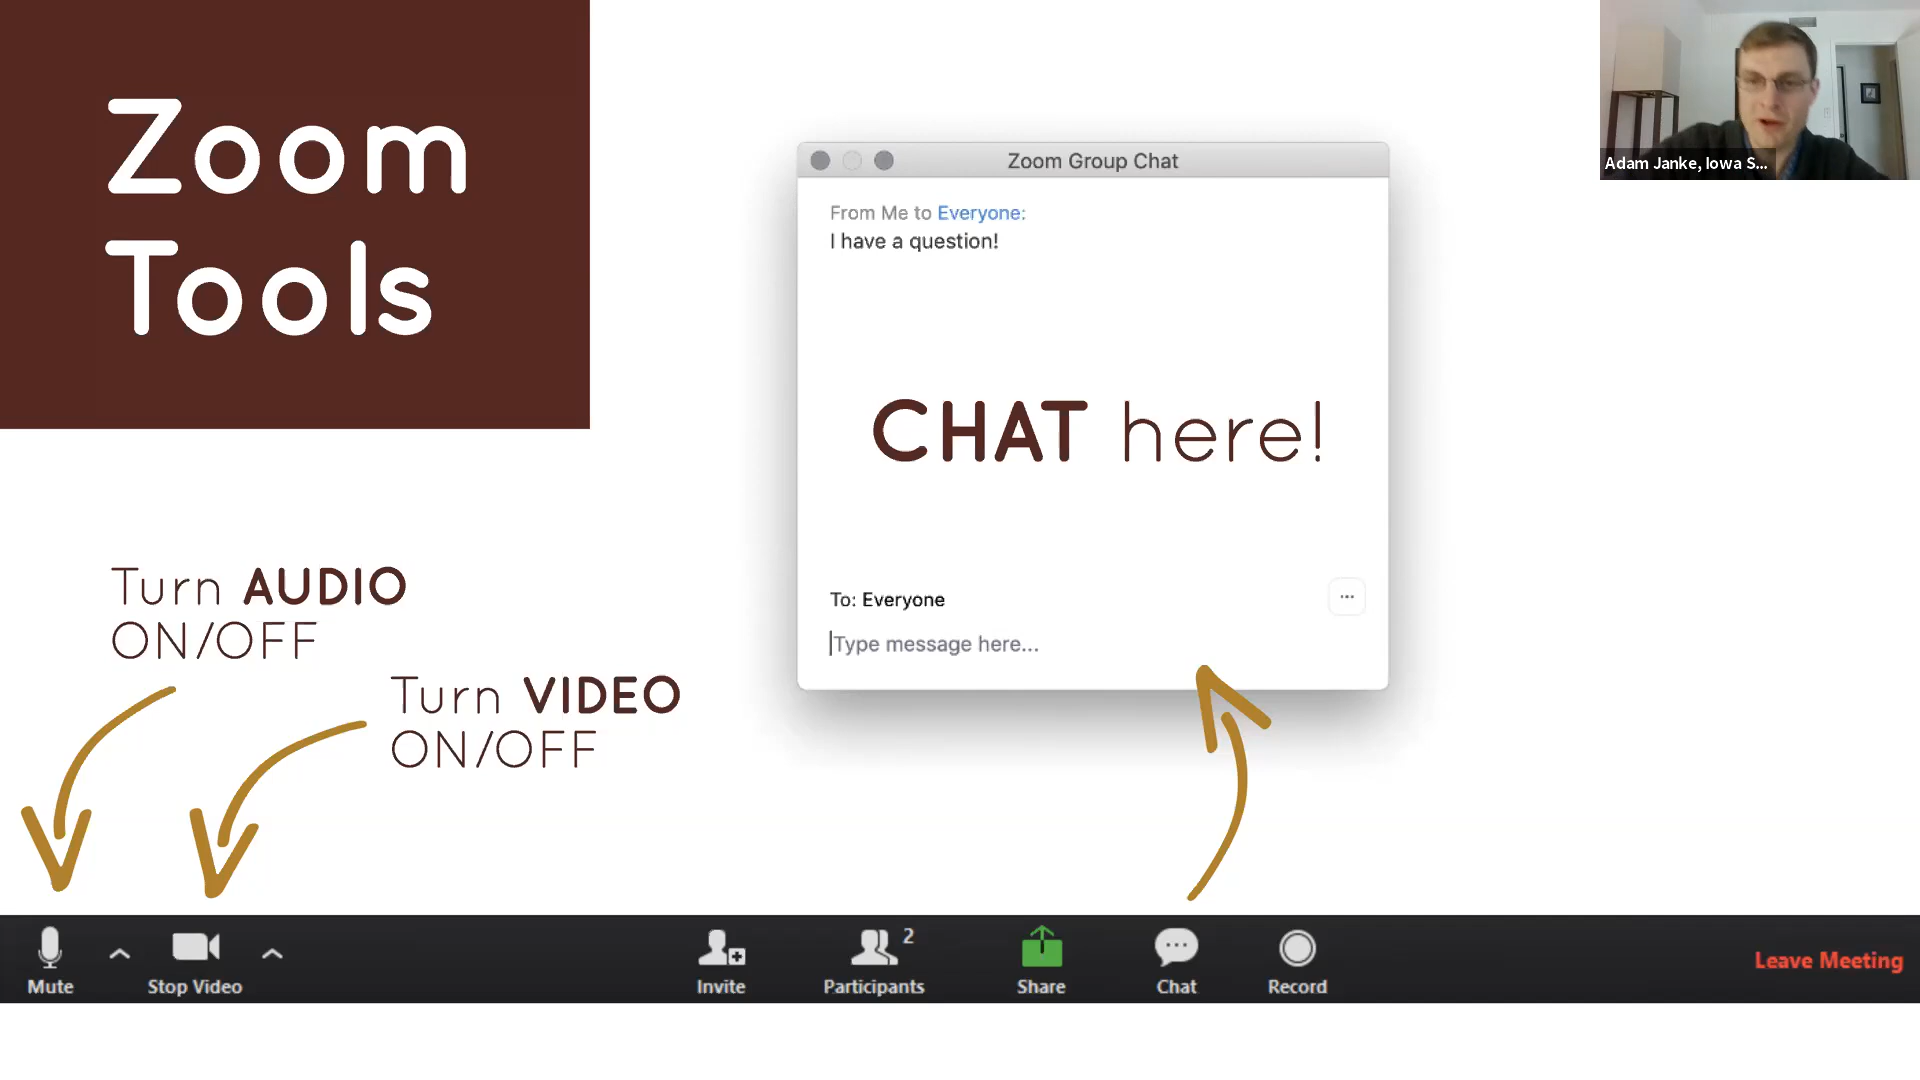 Zoom
Tools
Adam Janke, Iowa S...
Zoom Group Chat
From Me to Everyone:
I have a question!
CHAT here!
To: Everyone
...
Type message here...
Turn AUDIO
ON/OFF
Turn VIDEO
ON/OFF
Mute
Stop Video
Invite
2
Participants
Share
Chat
Record
Leave Meeting